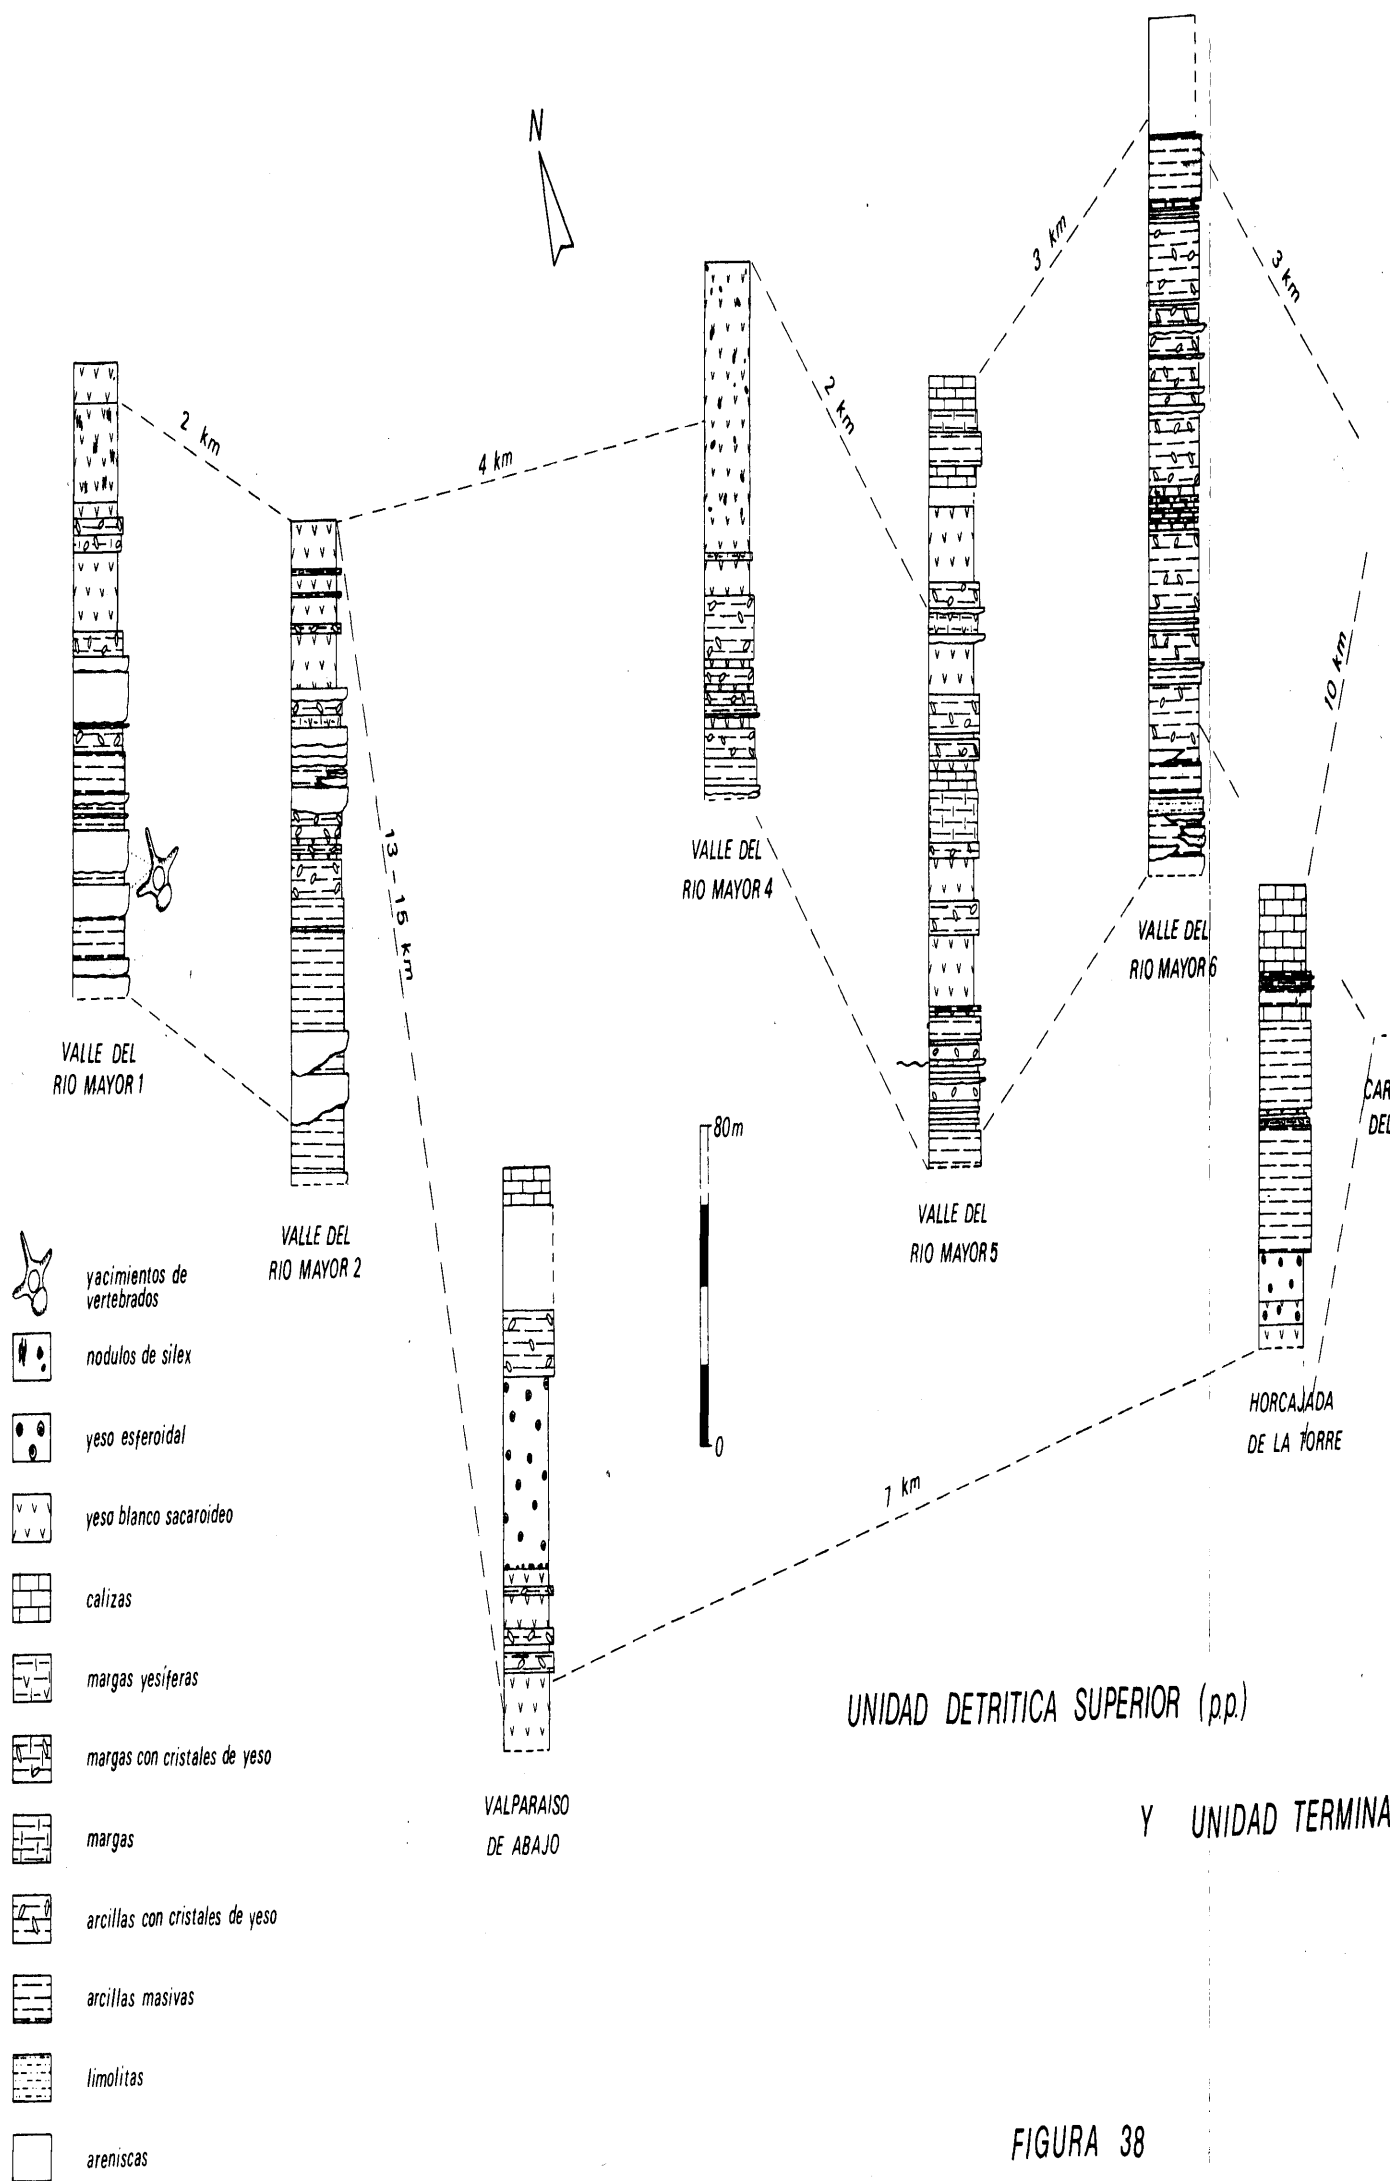 N
3 km
3 km
2 km
4 km
2 km
10 km
13-15 km
VALLE DEL
RIO MAYOR 4
VALLE DEL
RIO MAYOR 6
VALLE DEL
RIO MAYOR 1
80m
0
CAR
DEL
VALLE DEL
RIO MAYOR 2
VALLE DEL
RIO MAYOR 5
HORCAJADA
DE LA TORRE
7 km
VALPARAISO
DE ABAJO
yacimientos de
vertebrados
nodulos de silex
yeso esferoidal
yeso blanco sacaroideo
calizas
margas yesíferas
margas con cristales de yeso
margas
arcillas con cristales de yeso
arcillas masivas
limolitas
areniscas
UNIDAD DETRITICA SUPERIOR (p.p.)
Y UNIDAD TERMINA
FIGURA 38